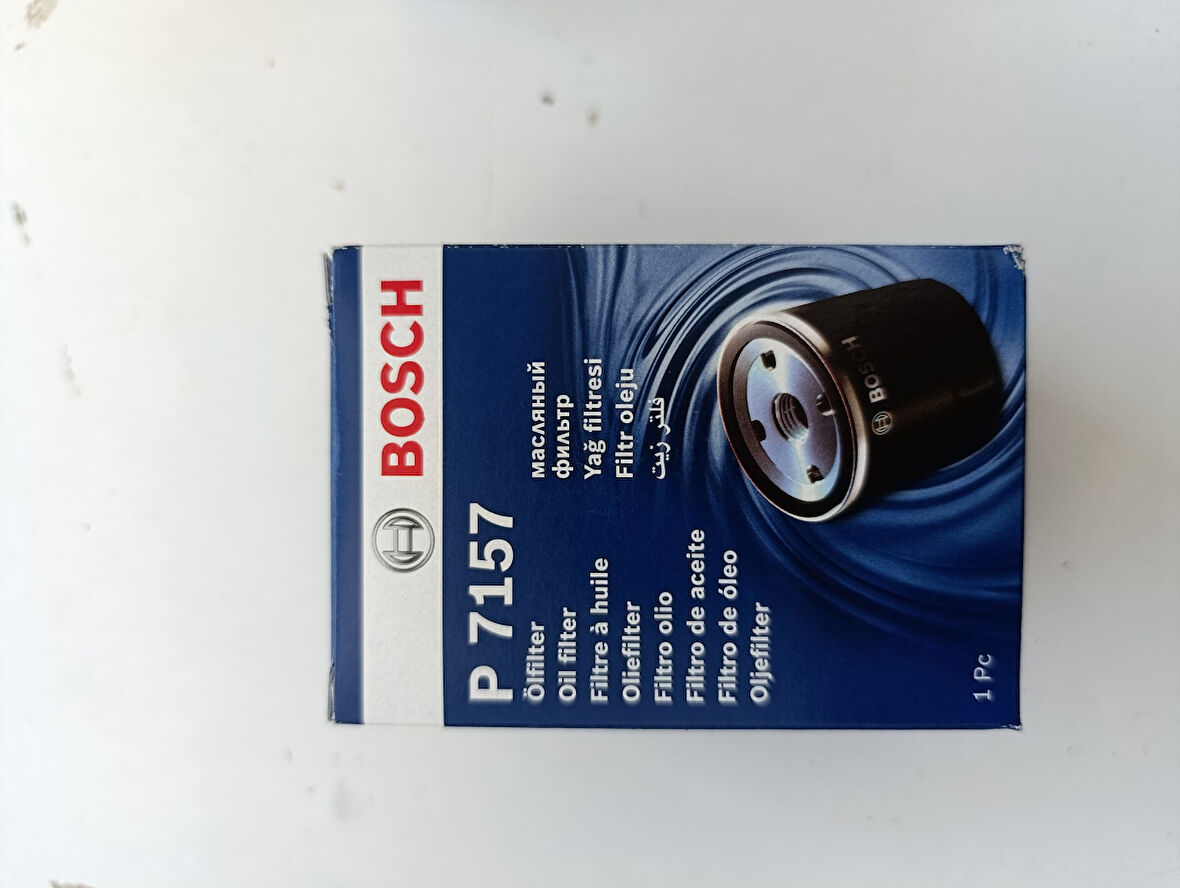 BOSCH
P 7157
Ölfilter
Oil filter
Filtre à huile
Oliefilter
Filtro olio
Filtro de aceite
Filtro de óleo
Oljefilter
масляный
фильтр
Yağ filtresi
Filtr oleju
فلتر زيت
BOSCH
1 Pc